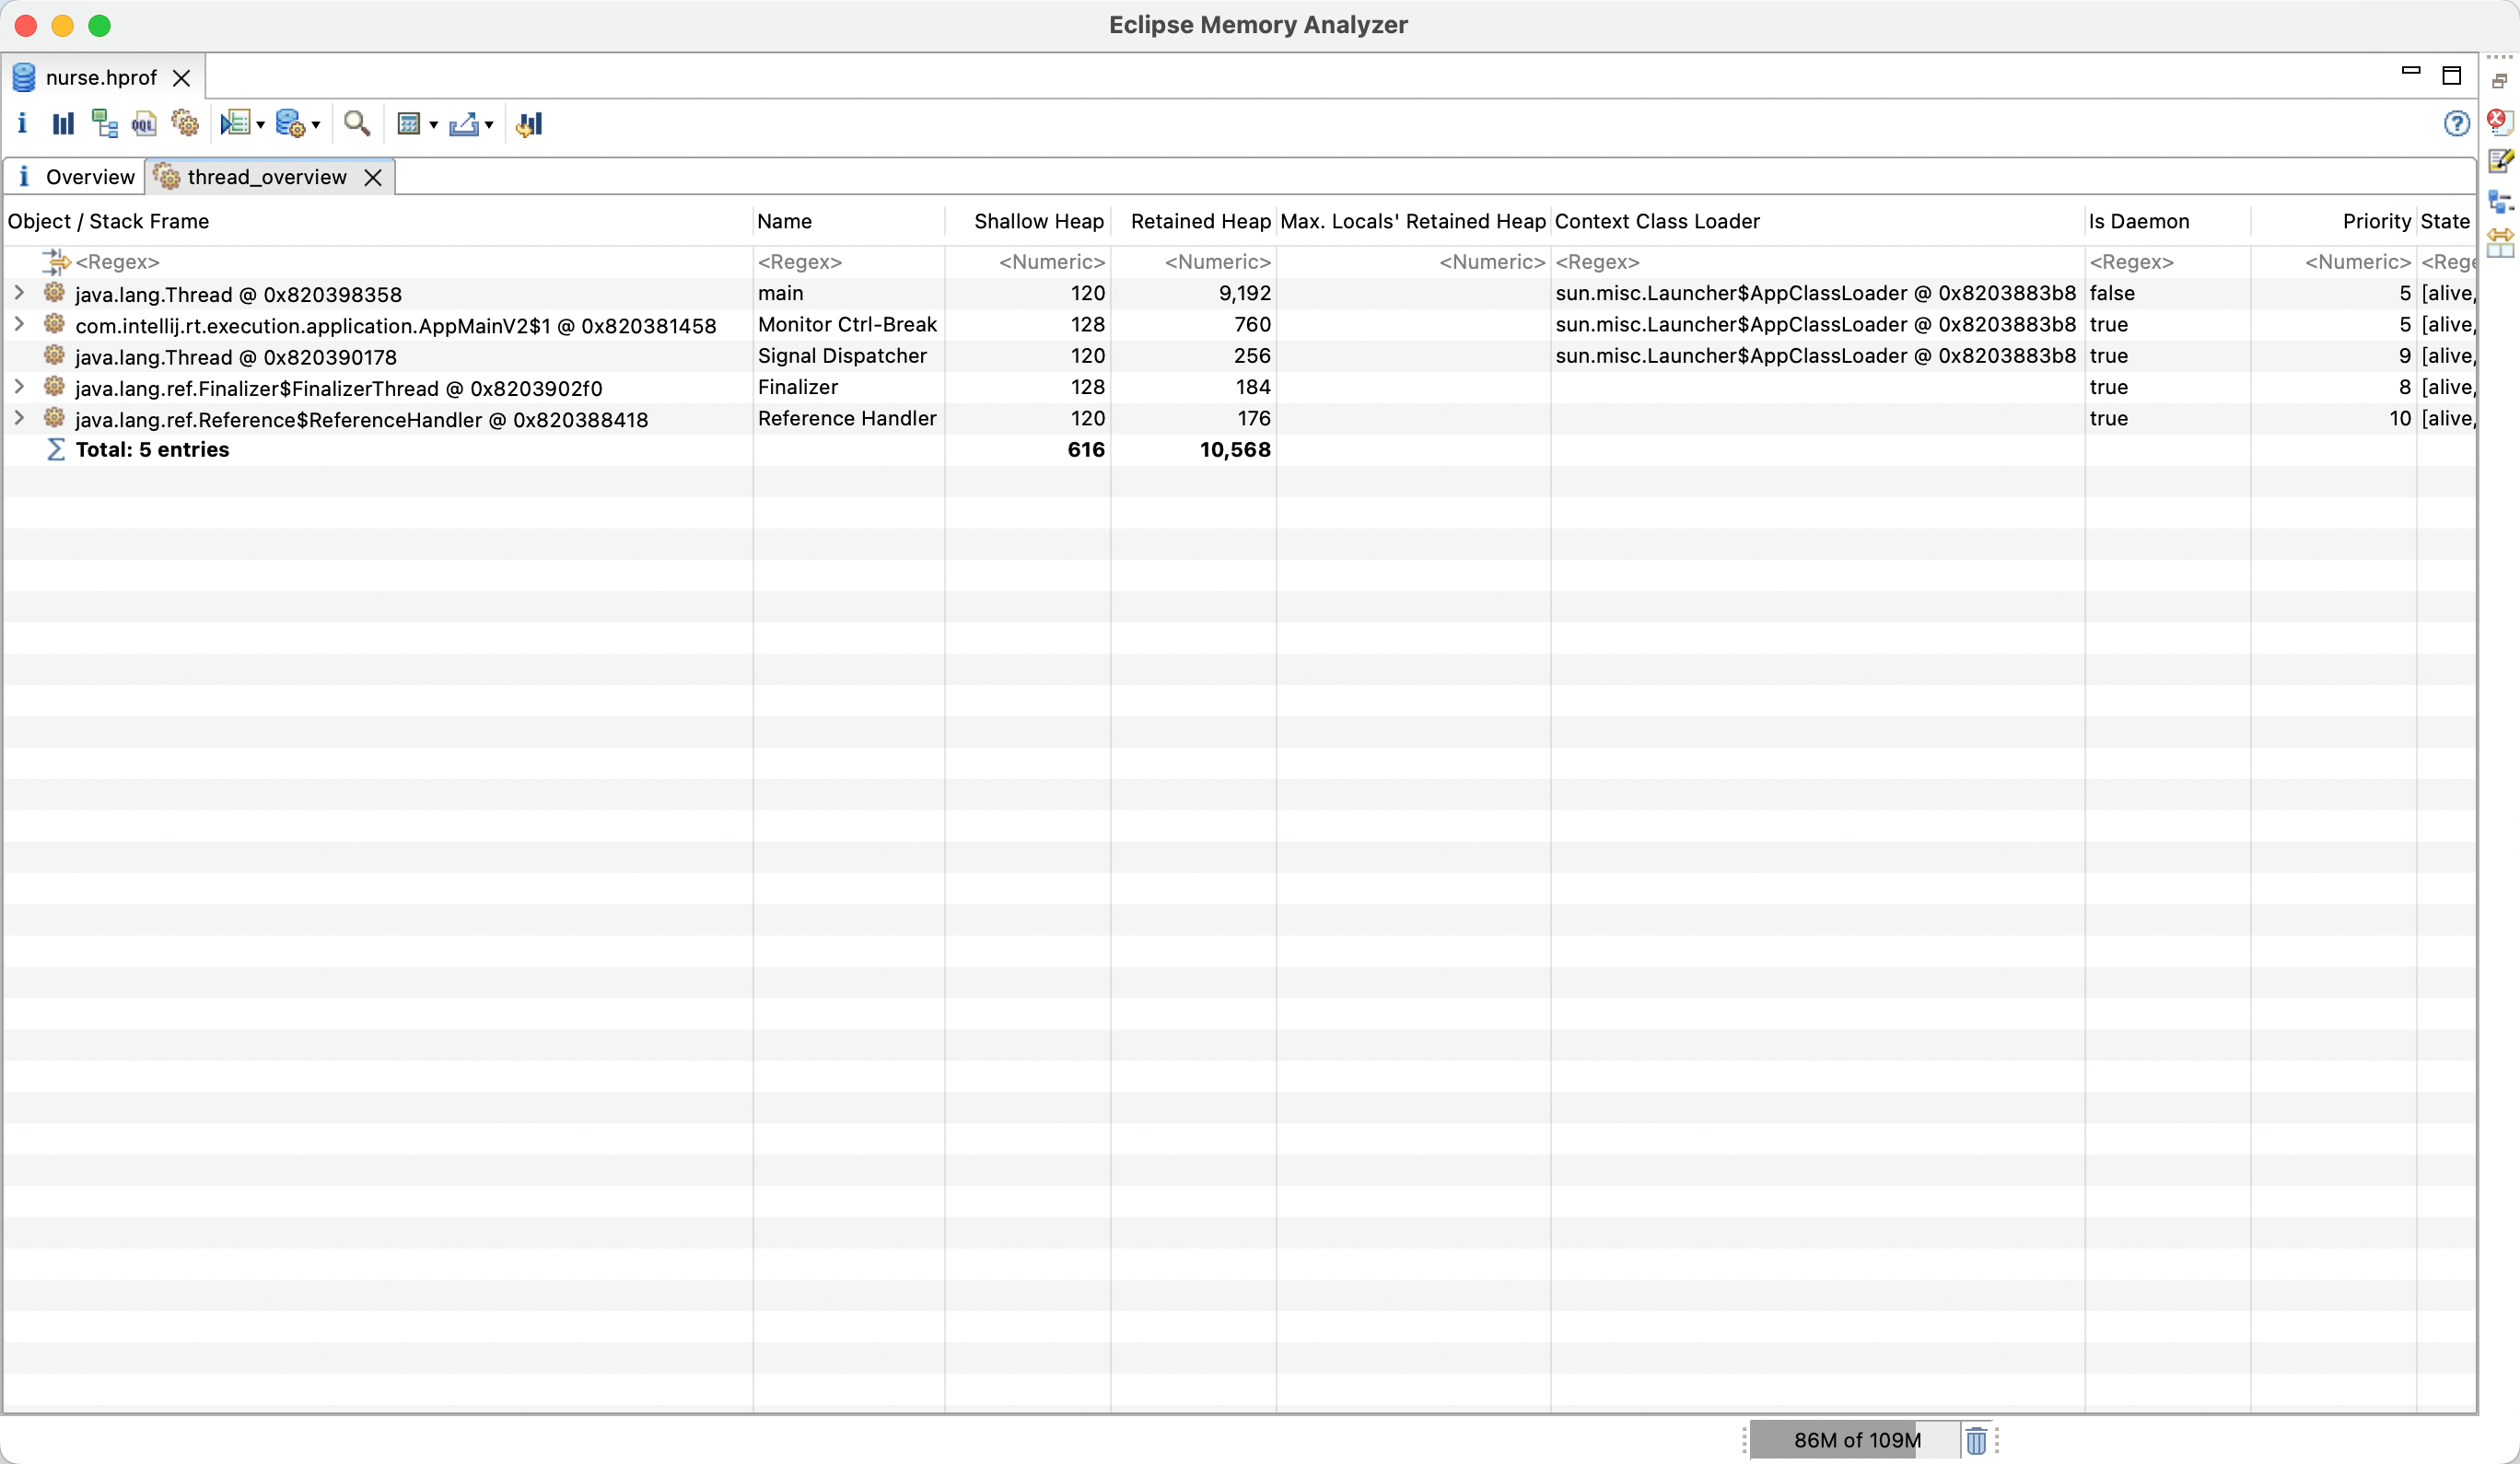 Eclipse Memory Analyzer
nurse.hprof
i OQL ?
i Overview thread_overview
Object / Stack Frame Name Shallow Heap Retained Heap Max. Locals' Retained Heap Context Class Loader Is Daemon Priority State
<Regex> <Regex> <Numeric> <Numeric> <Numeric> <Regex> <Regex> <Numeric> <Rege
java.lang.Thread @ 0x820398358 main 120 9,192 sun.misc.Launcher$AppClassLoader @ 0x8203883b8 false 5 [alive,
com.intellij.rt.execution.application.AppMainV2$1 @ 0x820381458 Monitor Ctrl-Break 128 760 sun.misc.Launcher$AppClassLoader @ 0x8203883b8 true 5 [alive,
java.lang.Thread @ 0x820390178 Signal Dispatcher 120 256 sun.misc.Launcher$AppClassLoader @ 0x8203883b8 true 9 [alive,
java.lang.ref.Finalizer$FinalizerThread @ 0x8203902f0 Finalizer 128 184 true 8 [alive,
java.lang.ref.Reference$ReferenceHandler @ 0x820388418 Reference Handler 120 176 true 10 [alive,
Σ Total: 5 entries 616 10,568
86M of 109M